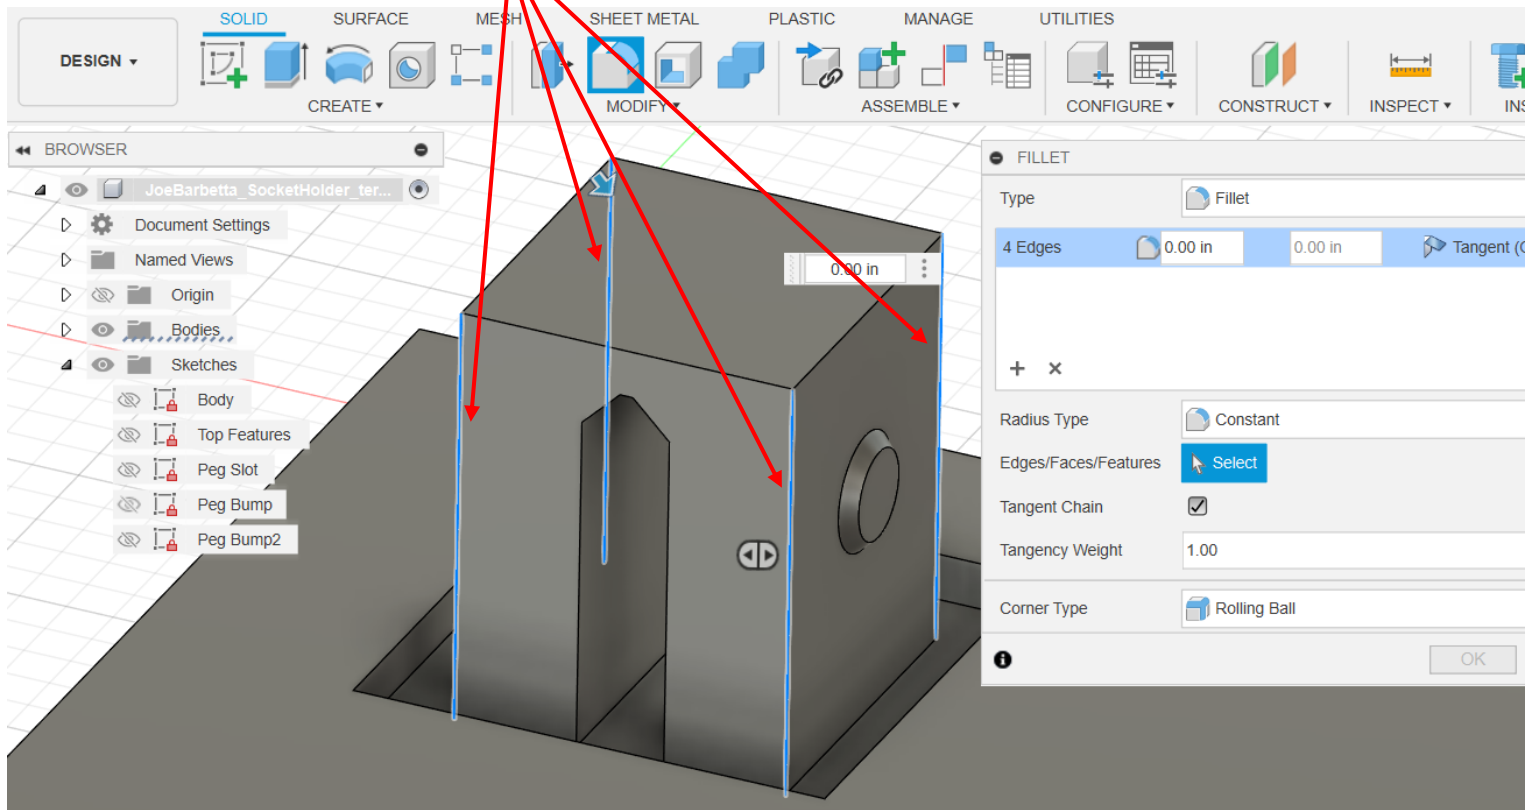 SOLID SURFACE MESH SHEET METAL PLASTIC MANAGE UTILITIES
DESIGN
CREATE MODIFY ASSEMBLE CONFIGURE CONSTRUCT INSPECT INS
BROWSER
JoeBarbetta_SocketHolder_ter...
Document Settings
Named Views
Origin
Bodies
Sketches
Body
Top Features
Peg Slot
Peg Bump
Peg Bump2
0.00 in
FILLET
Type Fillet
4 Edges 0.00 in 0.00 in Tangent (G
Radius Type Constant
Edges/Faces/Features Select
Tangent Chain
Tangency Weight 1.00
Corner Type Rolling Ball
OK